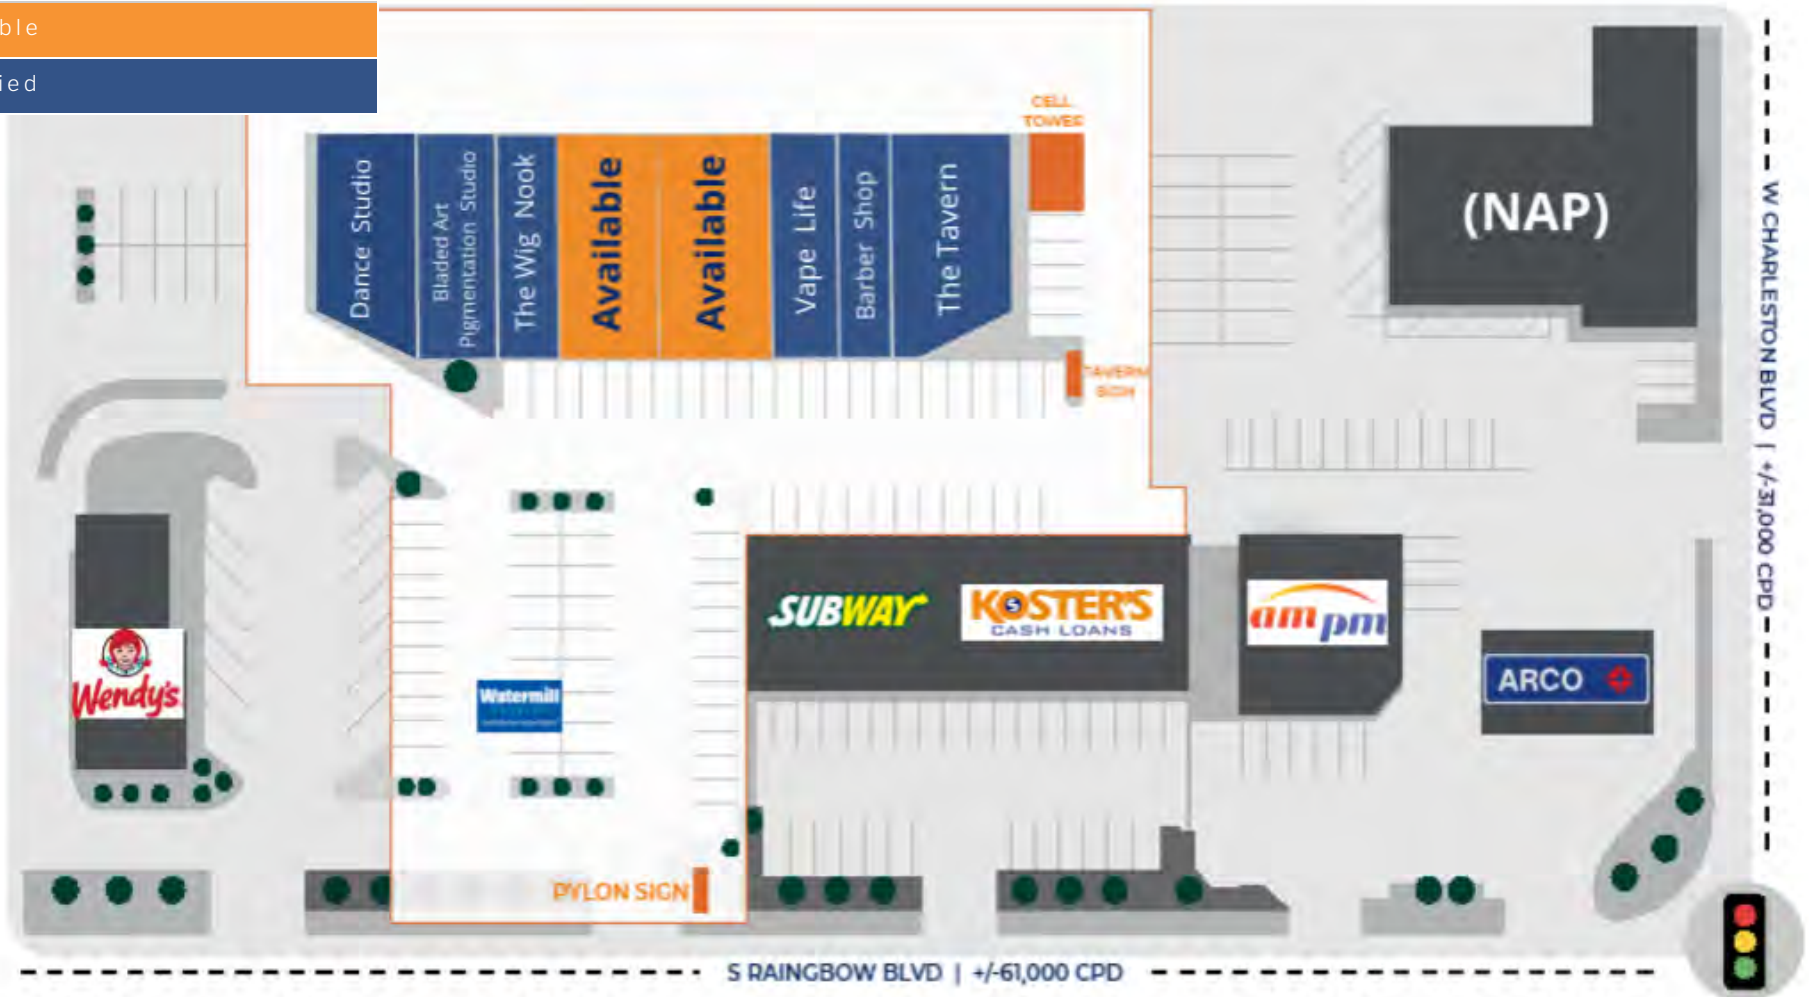 ble
ied
CELL
TOWER
Dance Studio
Bladed Art
Pigmentation Studio
The Wig Nook
Available
Available
Vape Life
Barber Shop
The Tavern
(NAP)
W CHARLESTON BLVD | +/-31,000 CPD
TAVERN
SIGN
SUBWAY
KOSTER'S
CASH LOANS
ampm
ARCO
Wendy's
Watermill
PYLON SIGN
S RAINGBOW BLVD | +/-61,000 CPD